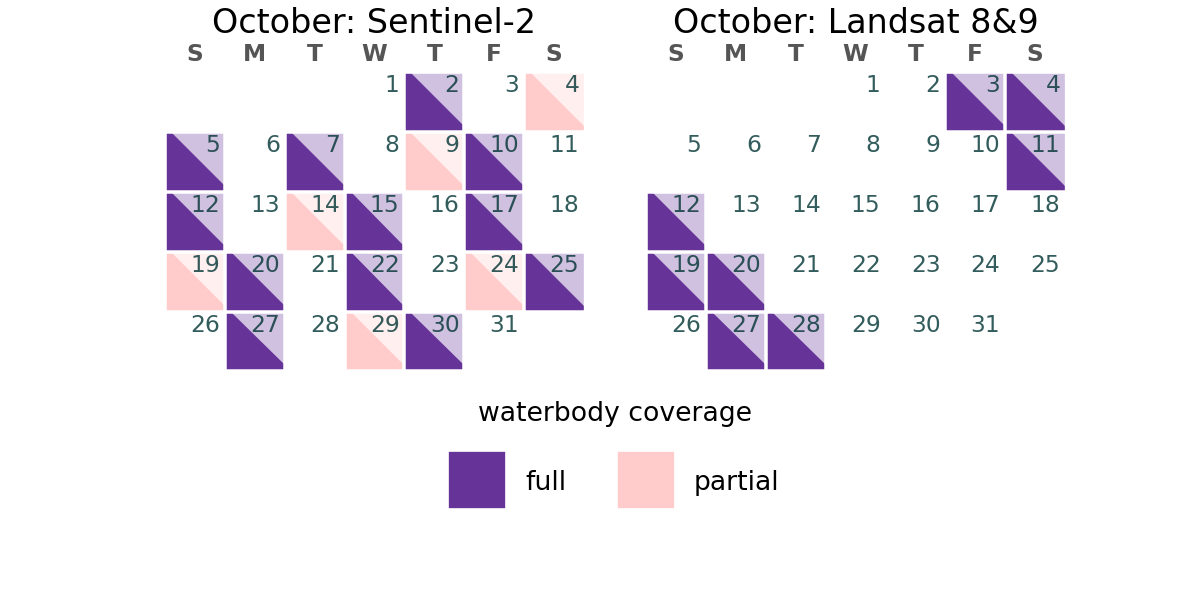 October: Sentinel-2
S M T W T F S
1 2 3 4
5 6 7 8 9 10 11
12 13 14 15 16 17 18
19 20 21 22 23 24 25
26 27 28 29 30 31
October: Landsat 8&9
S M T W T F S
1 2 3 4
5 6 7 8 9 10 11
12 13 14 15 16 17 18
19 20 21 22 23 24 25
26 27 28 29 30 31
waterbody coverage
full partial